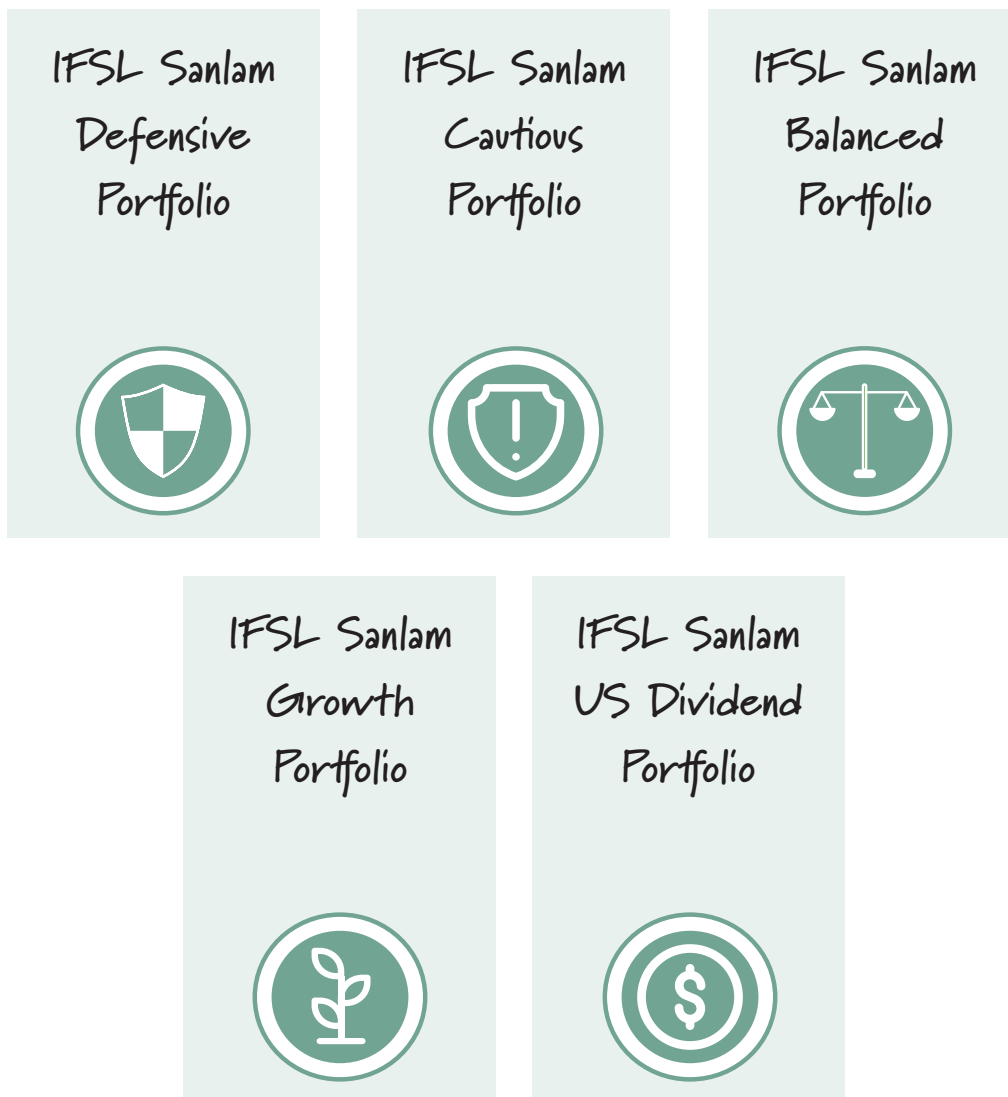 IFSL Sanlam
Defensive
Portfolio
IFSL Sanlam
Cautious
Portfolio
IFSL Sanlam
Balanced
Portfolio
IFSL Sanlam
Growth
Portfolio
IFSL Sanlam
US Dividend
Portfolio